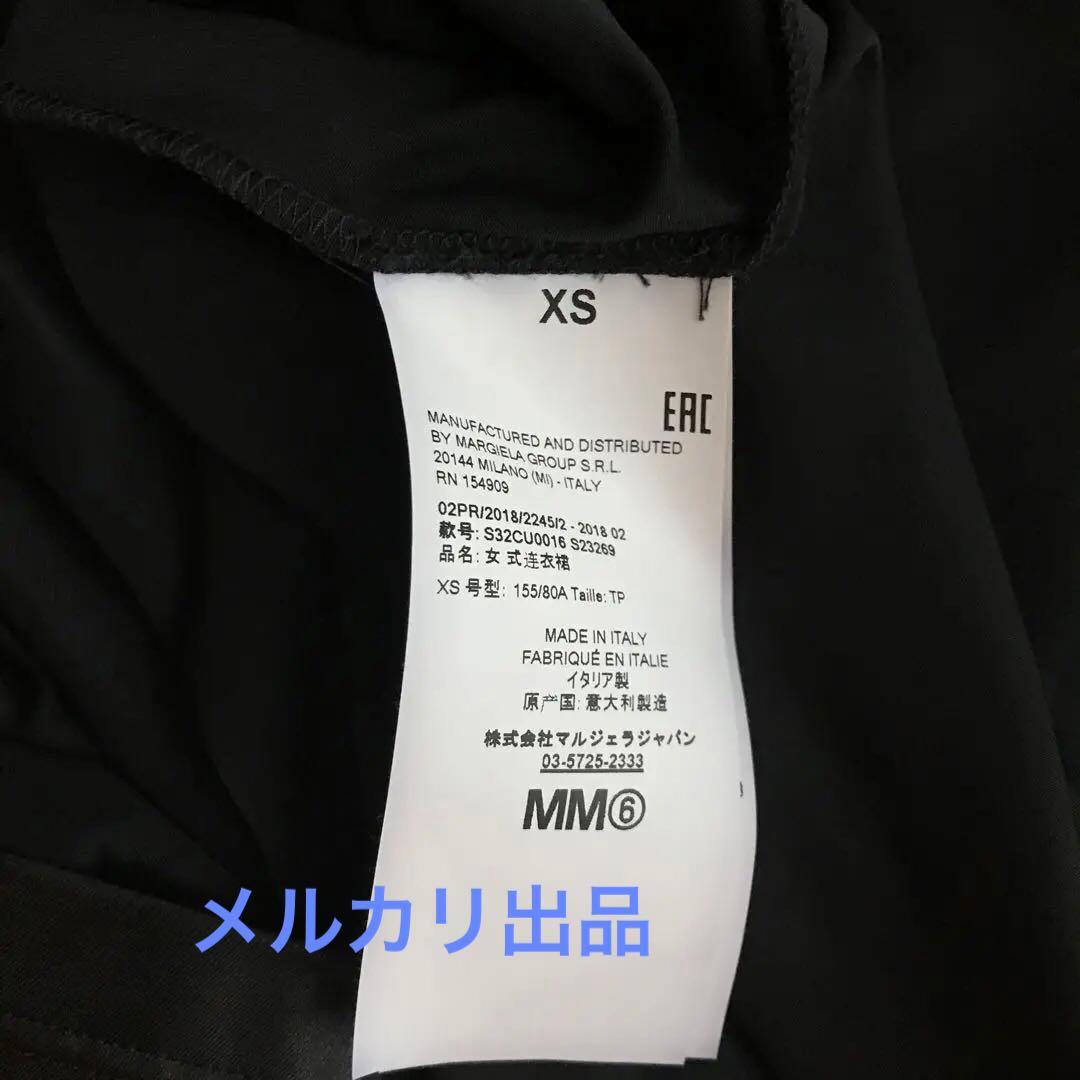 XS
EAC
MANUFACTURED AND DISTRIBUTED
BY MARGIELA GROUP S.R.L.
20144 MILANO (MI) - ITALY
RN 154909
02PR/2018/2245/2 - 2018 02
款号: S32CU0016 S23269
品名: 女 式连衣裙
XS 号型: 155/80A Taille: TP
MADE IN ITALY
FABRIQUÉ EN ITALIE
イタリア製
原产国: 意大利製造
株式会社マルジェラジャパン
03-5725-2333
MM⑥
メルカリ出品